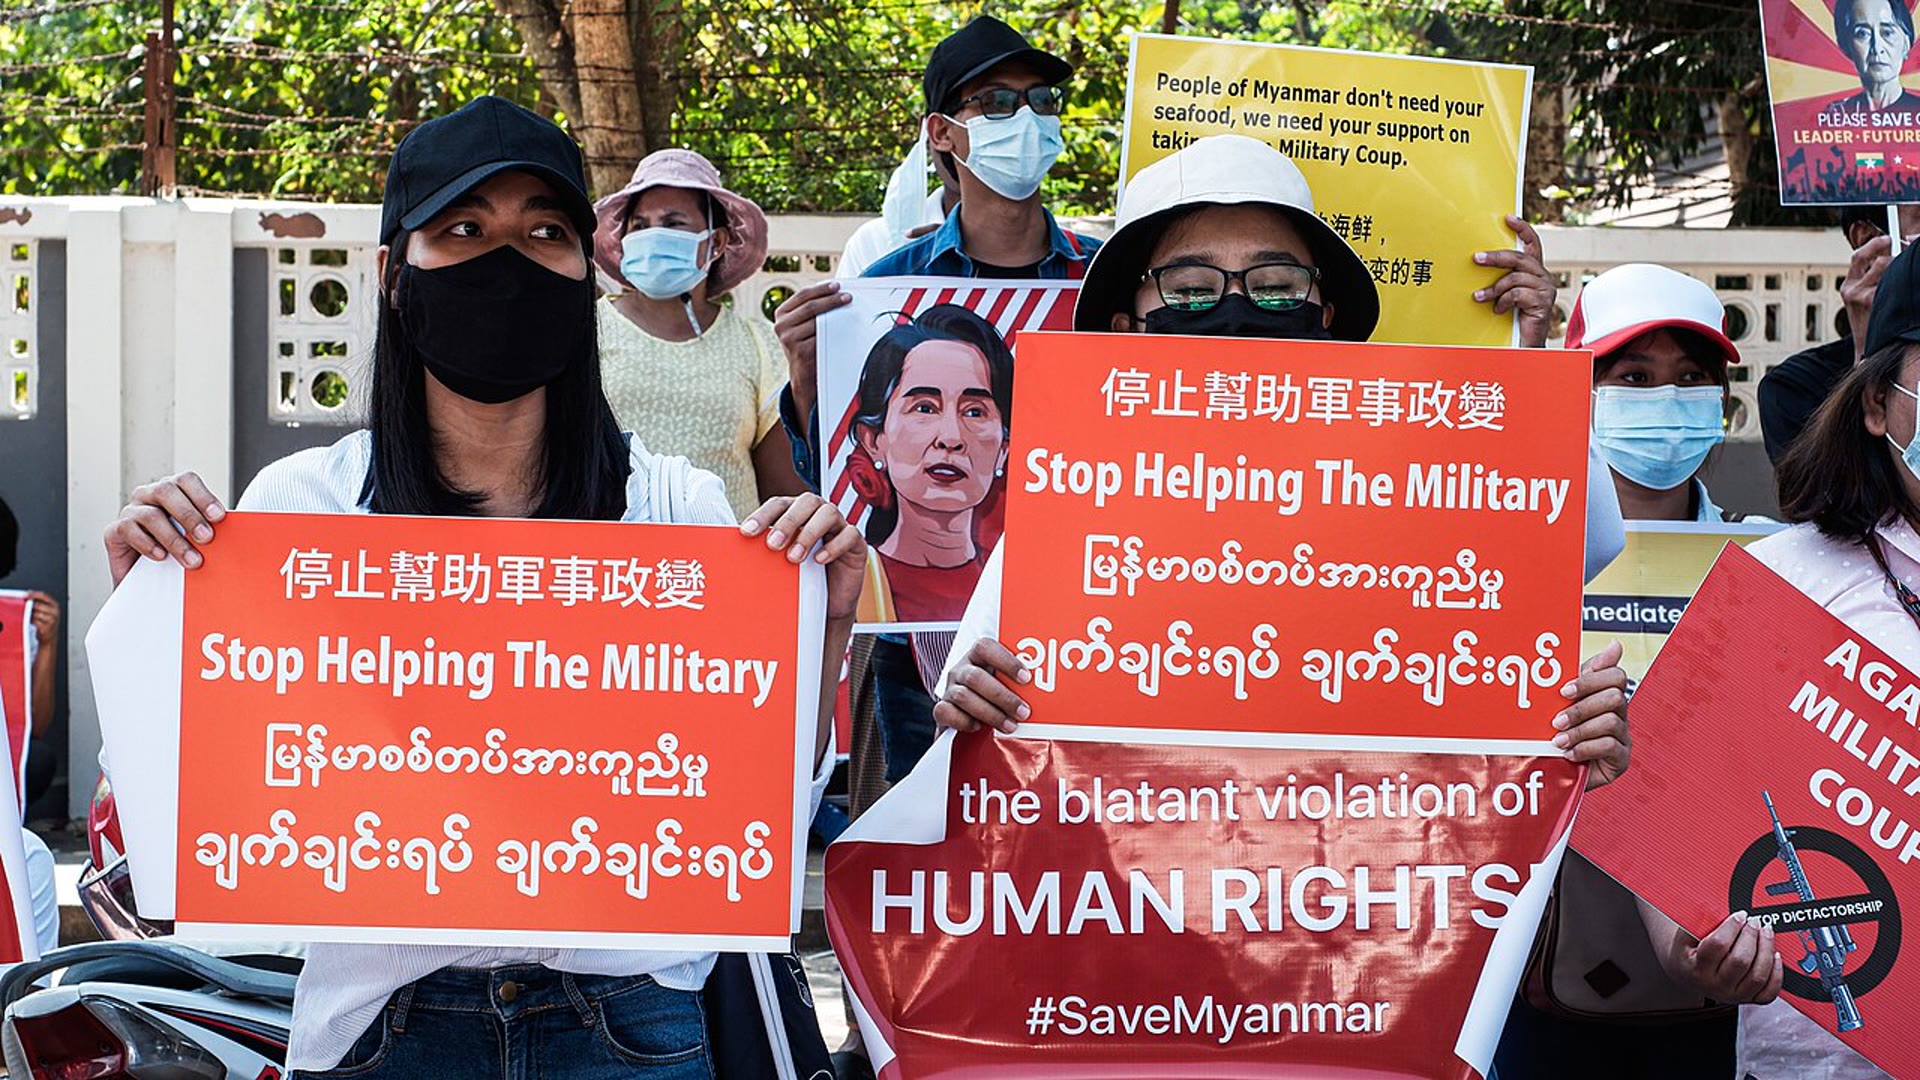 People of Myanmar don't need your
seafood, we need your support on
Military Coup.
海鲜，
变的事
PLEASE SAVE
LEADER · FUTURE
停止幫助軍事政變
Stop Helping The Military
မြန်မာစစ်တပ်အားကူညီမှု
ချက်ချင်းရပ် ချက်ချင်းရပ်
停止幫助軍事政變
Stop Helping The Military
မြန်မာစစ်တပ်အားကူညီမှု
ချက်ချင်းရပ် ချက်ချင်းရပ်
the blatant violation of
HUMAN RIGHTS!
#SaveMyanmar
mediate
AGA
MILITA
COUP
TOP DICTACTORSHIP